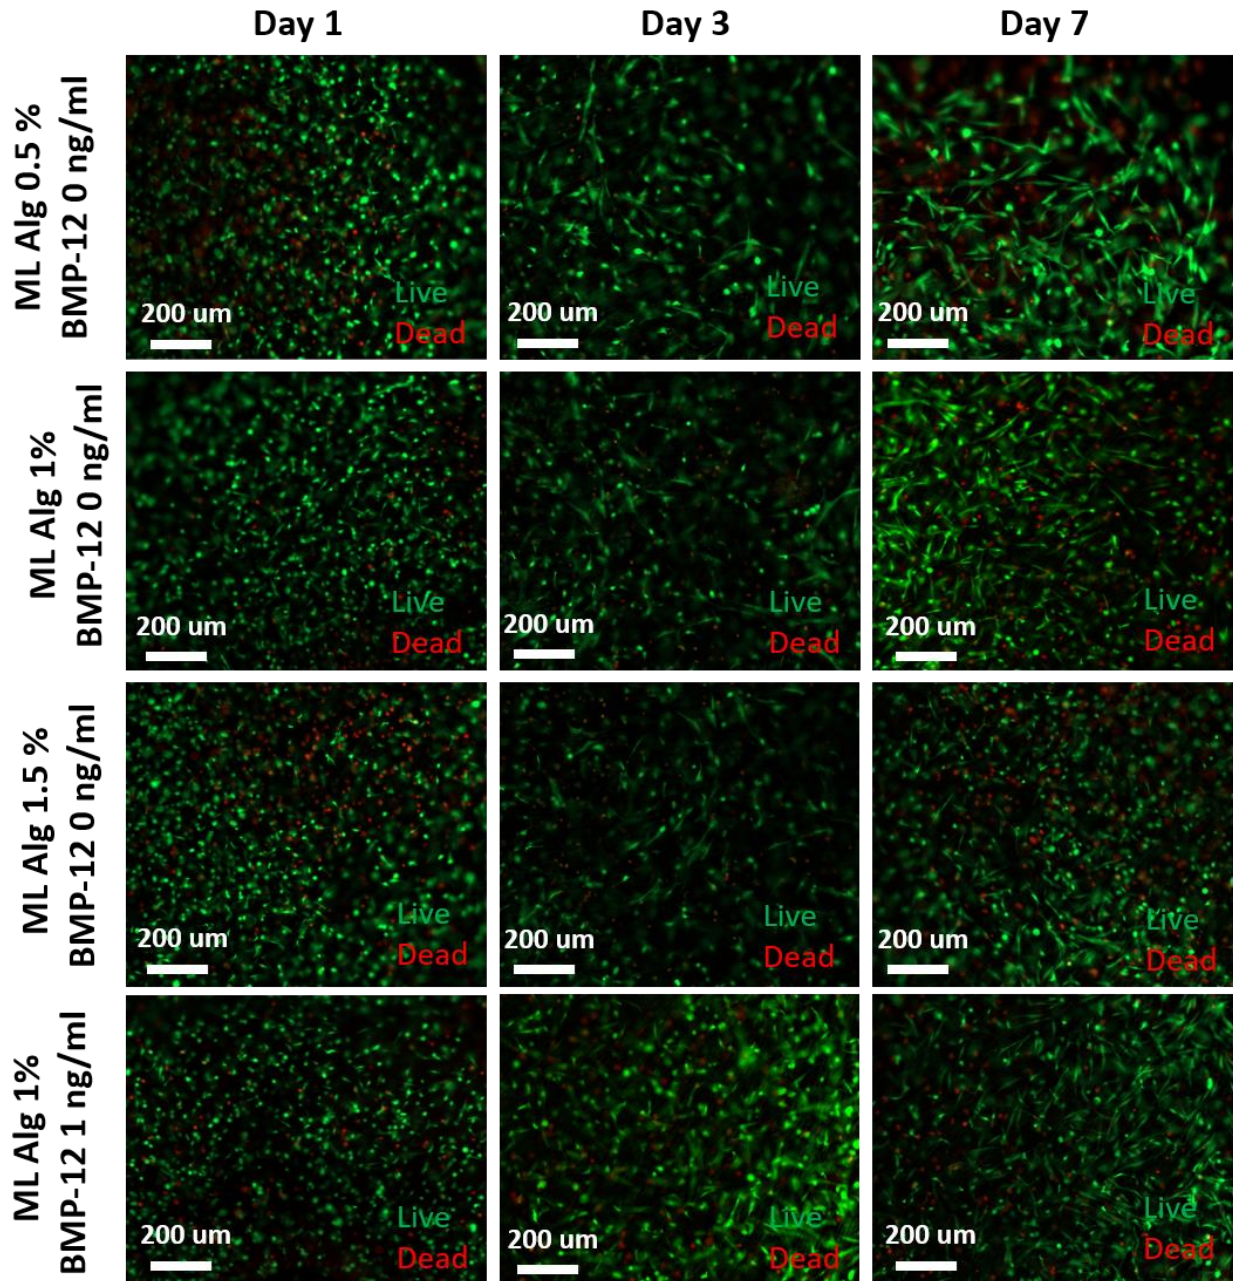 Day 1
Day 3
Day 7
ML Alg 0.5 %
BMP-12 0 ng/ml
200 um
Live
Dead
200 um
Live
Dead
200 um
Live
Dead
ML Alg 1%
BMP-12 0 ng/ml
200 um
Live
Dead
200 um
Live
Dead
200 um
Live
Dead
ML Alg 1.5 %
BMP-12 0 ng/ml
200 um
Live
Dead
200 um
Live
Dead
200 um
Live
Dead
ML Alg 1%
BMP-12 1 ng/ml
200 um
Live
Dead
200 um
Live
Dead
200 um
Live
Dead